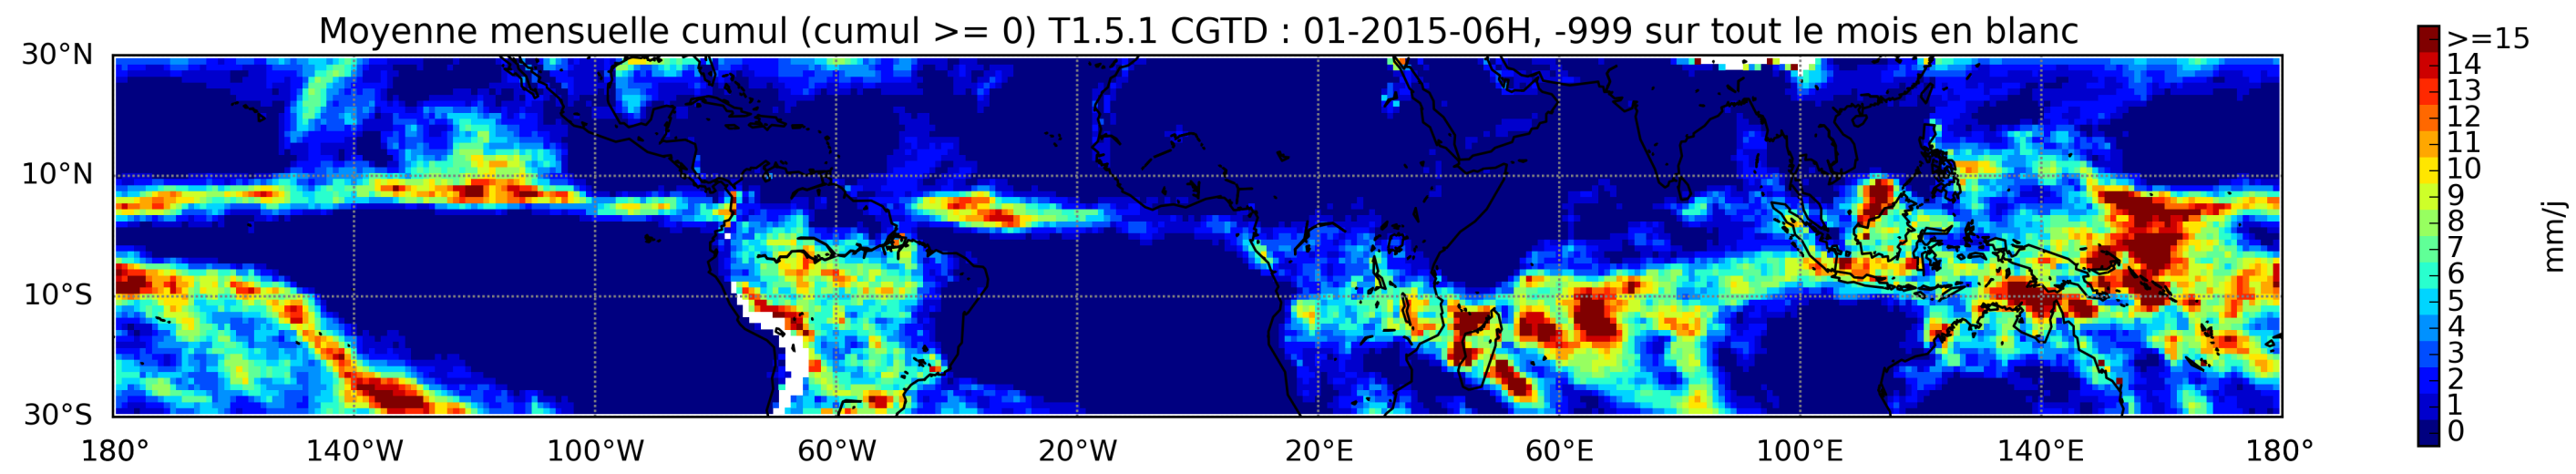 Moyenne mensuelle cumul (cumul >= 0) T1.5.1 CGTD : 01-2015-06H, -999 sur tout le mois en blanc
30°N
10°N
10°S
30°S
180°
140°W
100°W
60°W
20°W
20°E
60°E
100°E
140°E
180°
>=15
14
13
12
11
10
9
8
7
6
5
4
3
2
1
0
mm/j